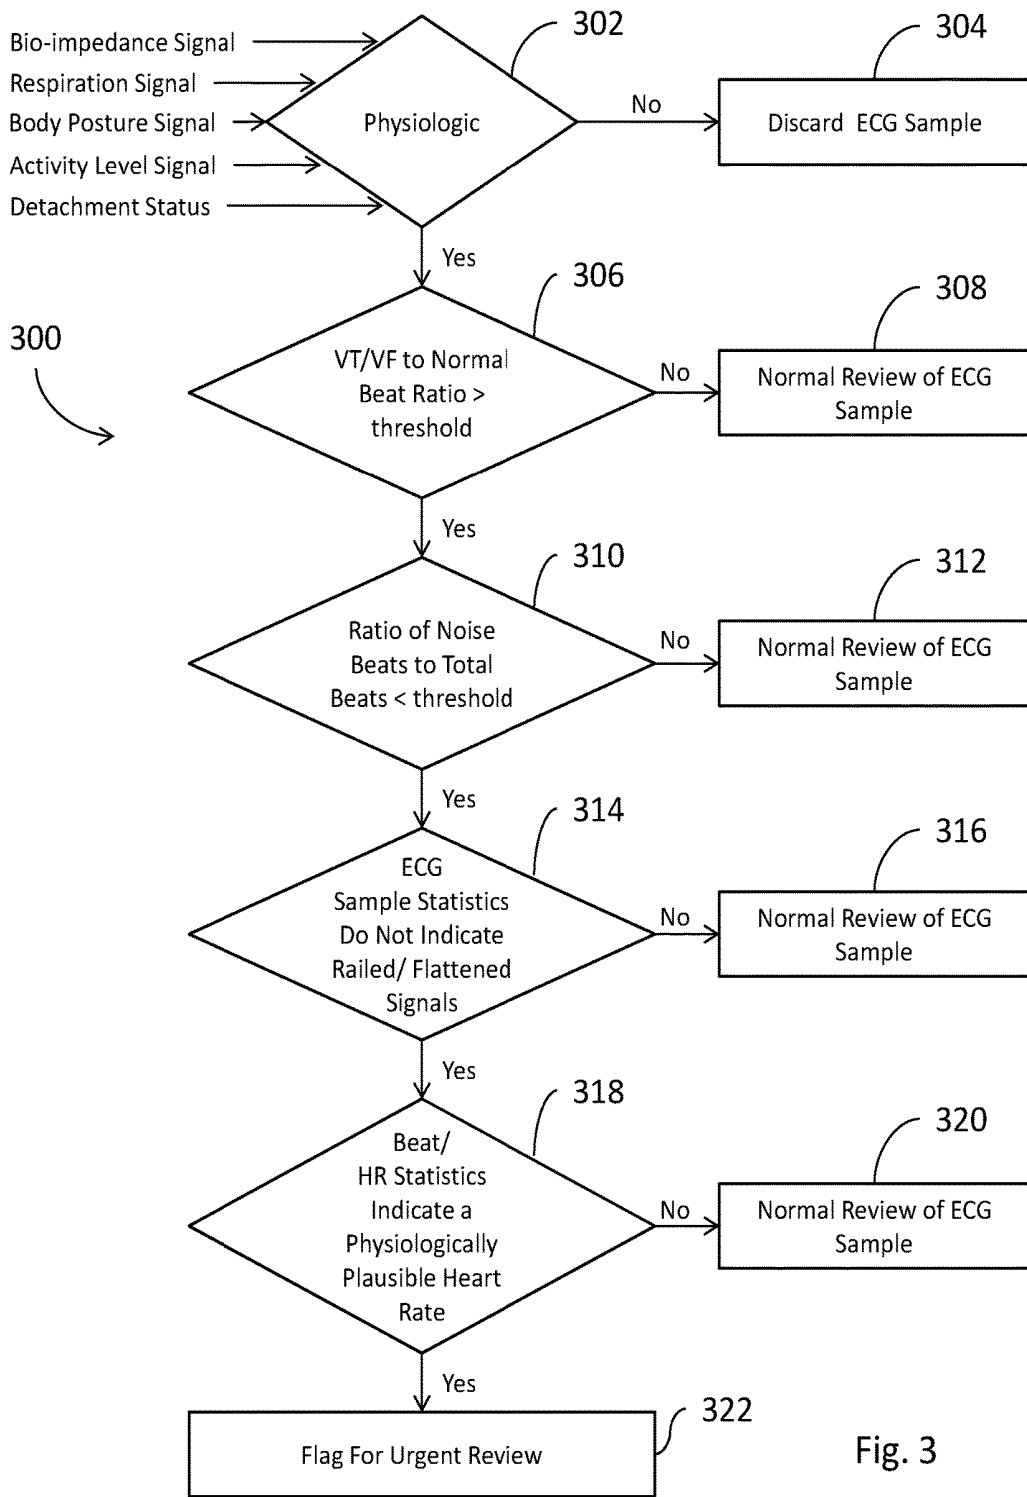 302
304
Bio-impedance Signal
Respiration Signal
Body Posture Signal
Activity Level Signal
Detachment Status
Physiologic
No
Discard ECG Sample
Yes
306
308
300
VT/VF to Normal
Beat Ratio >
threshold
No
Normal Review of ECG
Sample
Yes
310
312
Ratio of Noise
Beats to Total
Beats < threshold
No
Normal Review of ECG
Sample
Yes
314
316
ECG
Sample Statistics
Do Not Indicate
Railed/ Flattened
Signals
No
Normal Review of ECG
Sample
Yes
318
320
Beat/
HR Statistics
Indicate a
Physiologically
Plausible Heart
Rate
No
Normal Review of ECG
Sample
Yes
322
Flag For Urgent Review
Fig. 3